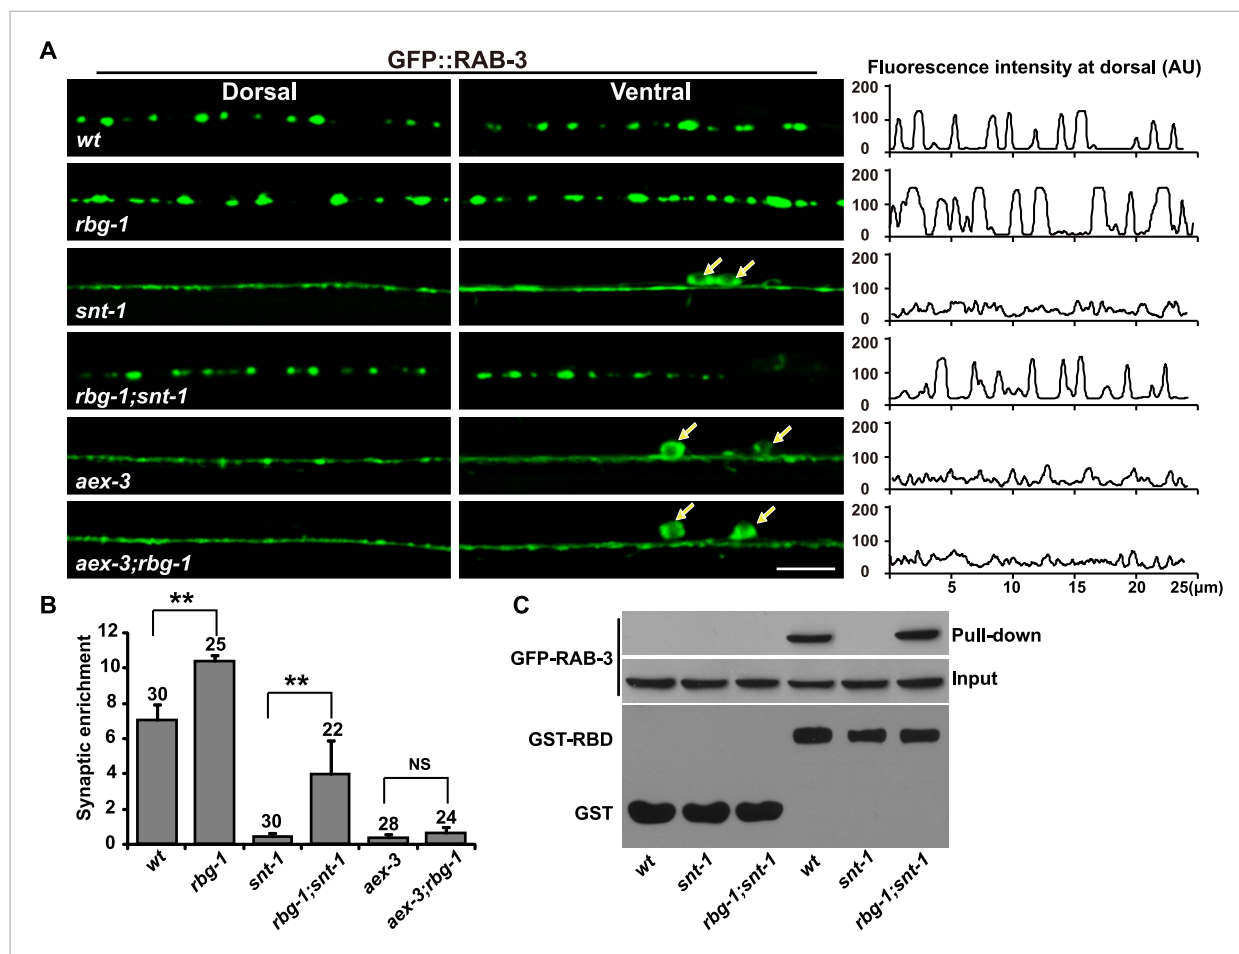 A
GFP::RAB-3
Fluorescence intensity at dorsal (AU)
Dorsal
Ventral
wt
200
100
0
rbg-1
200
100
0
snt-1
200
100
0
rbg-1;snt-1
200
100
0
aex-3
200
100
0
aex-3;rbg-1
200
100
0
5 10 15 20 25(µm)
B
Synaptic enrichment
12
10
8
6
4
2
0
**
**
NS
30
25
30
22
28
24
wt
rbg-1
snt-1
rbg-1;snt-1
aex-3
aex-3;rbg-1
C
GFP-RAB-3
Pull-down
Input
GST-RBD
GST
wt
snt-1
rbg-1;snt-1
wt
snt-1
rbg-1;snt-1